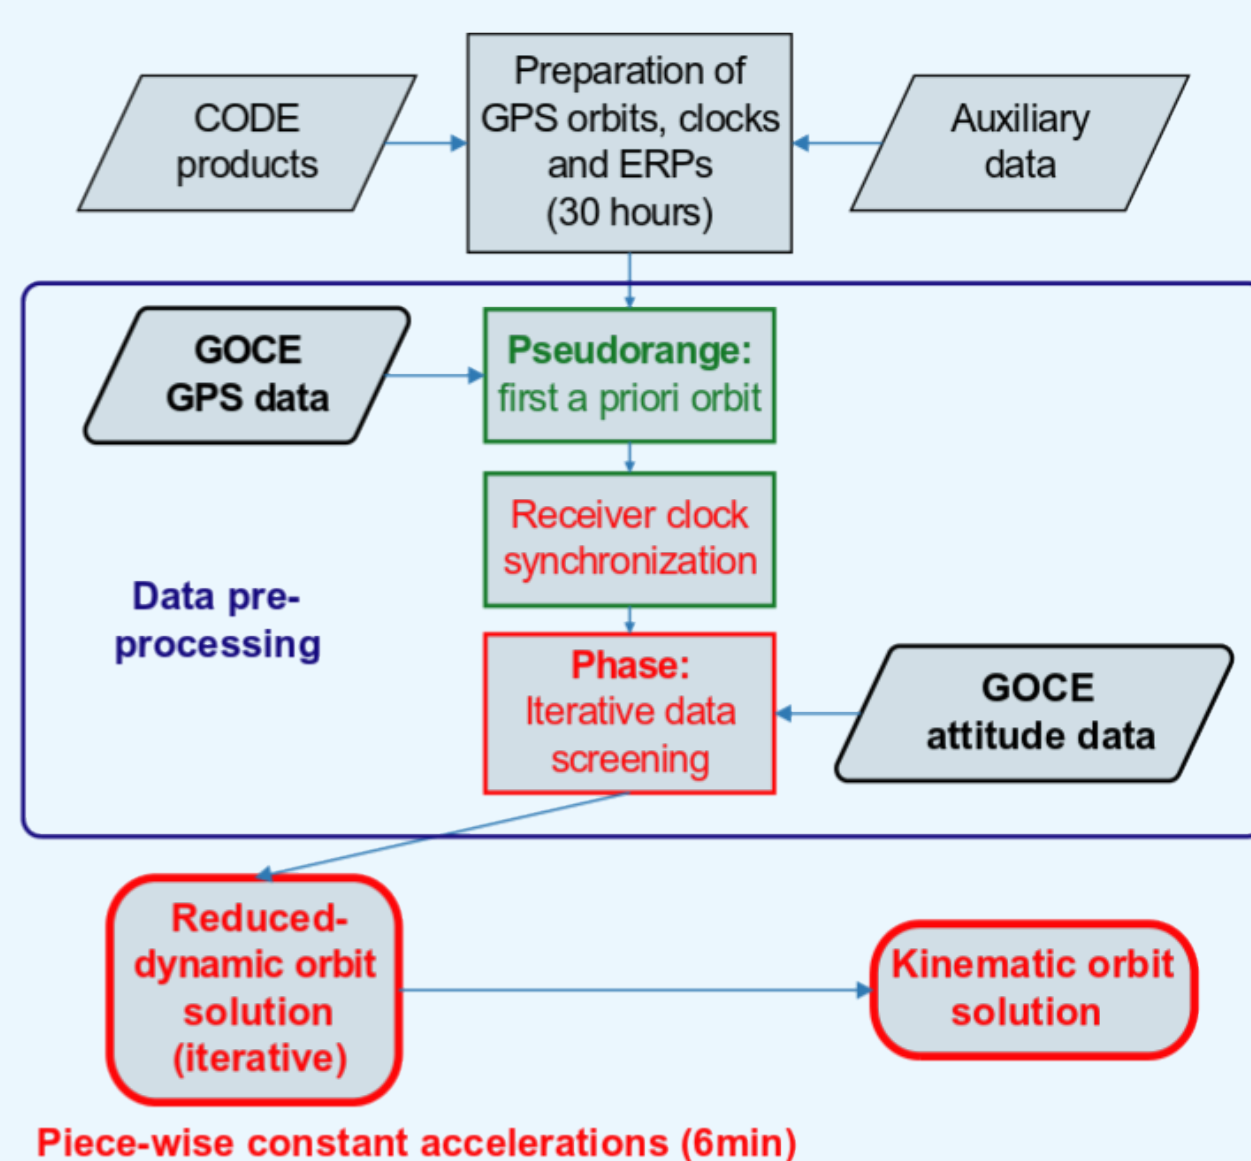 CODE
products
Preparation of
GPS orbits, clocks
and ERPs
(30 hours)
Auxiliary
data
GOCE
GPS data
Pseudorange:
first a priori orbit
Receiver clock
synchronization
Data pre-
processing
Phase:
Iterative data
screening
GOCE
attitude data
Reduced-
dynamic orbit
solution
(iterative)
Kinematic orbit
solution
Piece-wise constant accelerations (6min)